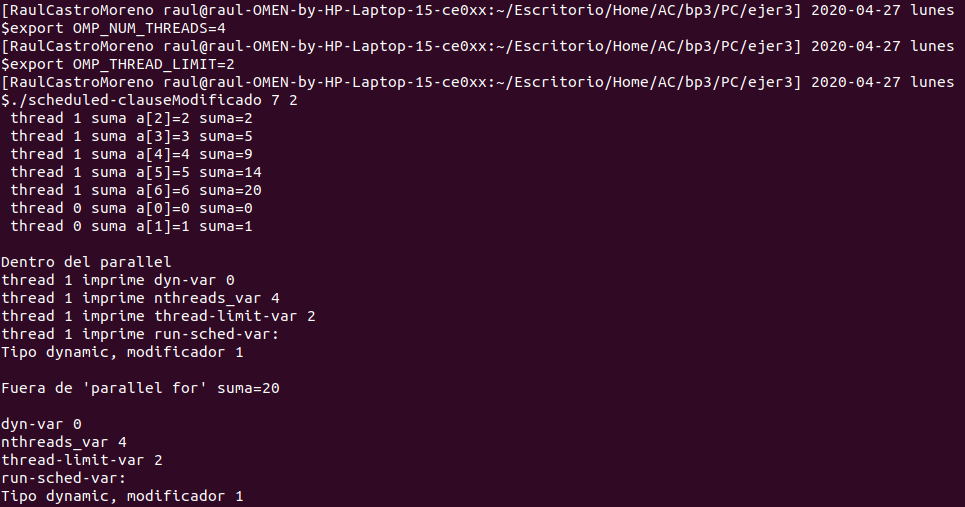 [RaulCastroMoreno raul@raul-OMEN-by-HP-Laptop-15-ce0xx:~/Escritorio/Home/AC/bp3/PC/ejer3] 2020-04-27 lunes
$export OMP_NUM_THREADS=4
[RaulCastroMoreno raul@raul-OMEN-by-HP-Laptop-15-ce0xx:~/Escritorio/Home/AC/bp3/PC/ejer3] 2020-04-27 lunes
$export OMP_THREAD_LIMIT=2
[RaulCastroMoreno raul@raul-OMEN-by-HP-Laptop-15-ce0xx:~/Escritorio/Home/AC/bp3/PC/ejer3] 2020-04-27 lunes
$./scheduled-clauseModificado 7 2
 thread 1 suma a[2]=2 suma=2
 thread 1 suma a[3]=3 suma=5
 thread 1 suma a[4]=4 suma=9
 thread 1 suma a[5]=5 suma=14
 thread 1 suma a[6]=6 suma=20
 thread 0 suma a[0]=0 suma=0
 thread 0 suma a[1]=1 suma=1

Dentro del parallel
thread 1 imprime dyn-var 0
thread 1 imprime nthreads_var 4
thread 1 imprime thread-limit-var 2
thread 1 imprime run-sched-var:
Tipo dynamic, modificador 1

Fuera de 'parallel for' suma=20

dyn-var 0
nthreads_var 4
thread-limit-var 2
run-sched-var:
Tipo dynamic, modificador 1